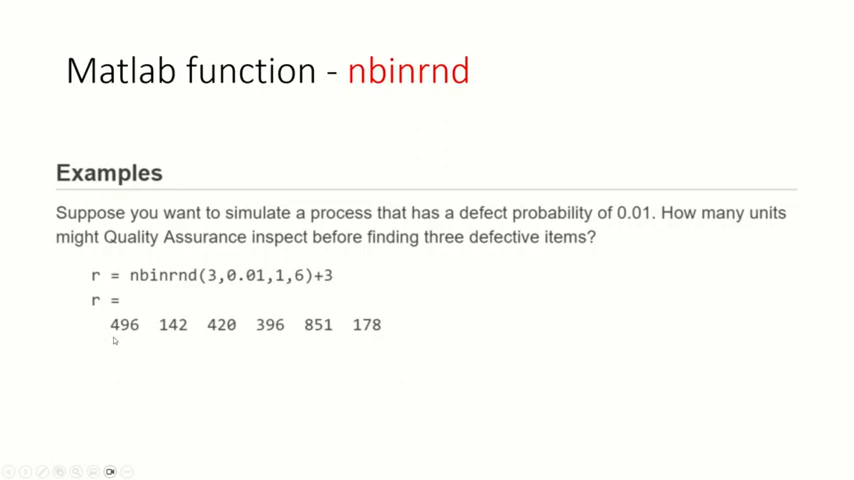 Matlab function - nbinrnd
Examples
Suppose you want to simulate a process that has a defect probability of 0.01. How many units
might Quality Assurance inspect before finding three defective items?
r = nbinrnd(3,0.01,1,6)+3
r =
496 142 420 396 851 178